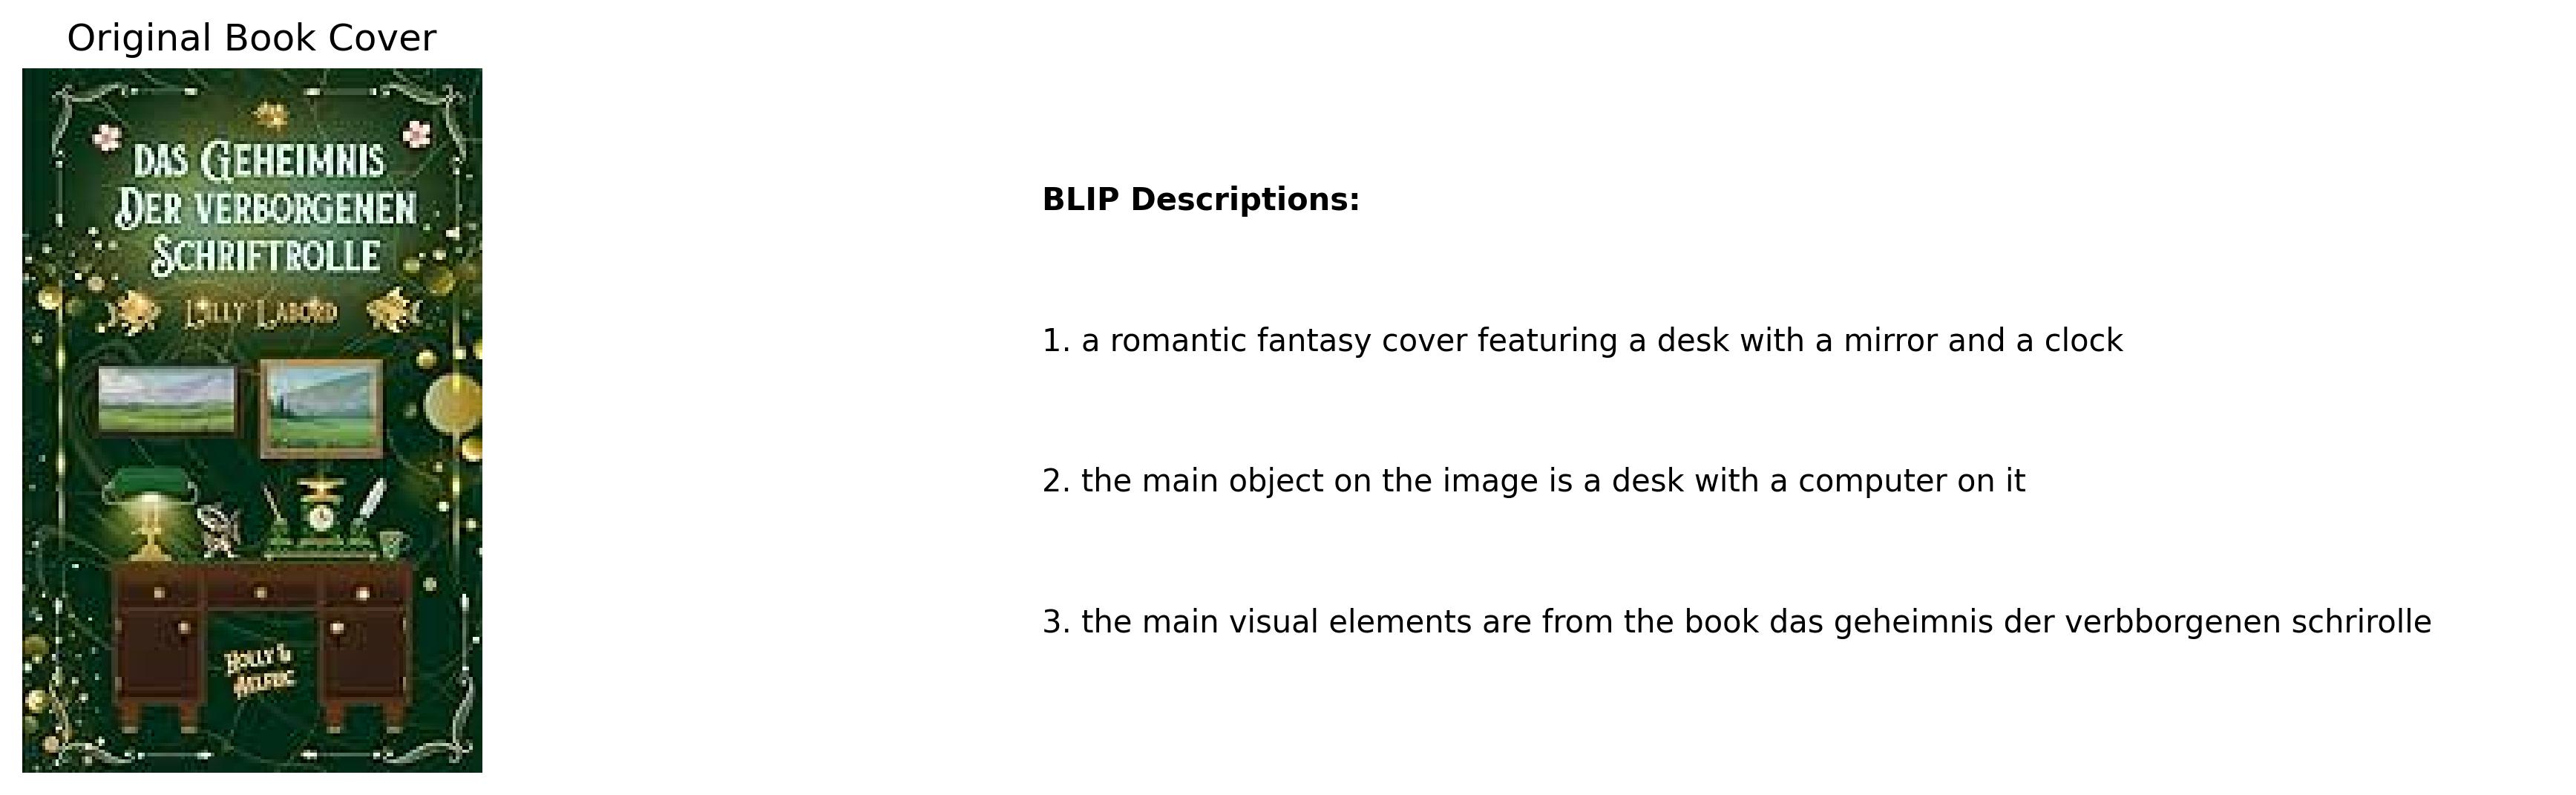 Original Book Cover
DAS GEHEIMNIS
DER VERBORGENEN
SCHRIFTROLLE
LILLY LABORD
HOLLY &
BLIP Descriptions:
1. a romantic fantasy cover featuring a desk with a mirror and a clock
2. the main object on the image is a desk with a computer on it
3. the main visual elements are from the book das geheimnis der verbborgenen schrirolle